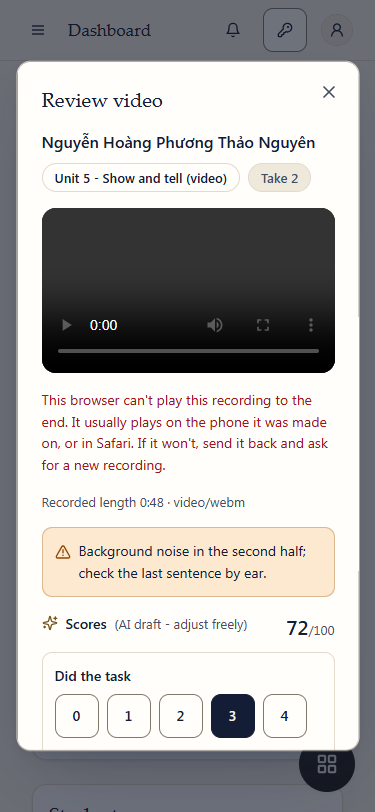 Dashboard
Review video
Nguyễn Hoàng Phương Thảo Nguyên
Unit 5 - Show and tell (video)
Take 2
0:00
This browser can't play this recording to the
end. It usually plays on the phone it was made
on, or in Safari. If it won't, send it back and ask
for a new recording.
Recorded length 0:48 · video/webm
Background noise in the second half;
check the last sentence by ear.
Scores (AI draft - adjust freely) 72/100
Did the task
0 1 2 3 4